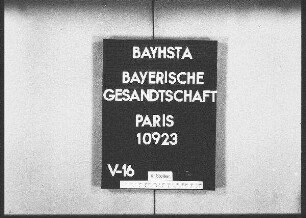 BAYHSTA
BAYERISCHE
GESANDTSCHAFT
PARIS
10923
V-16